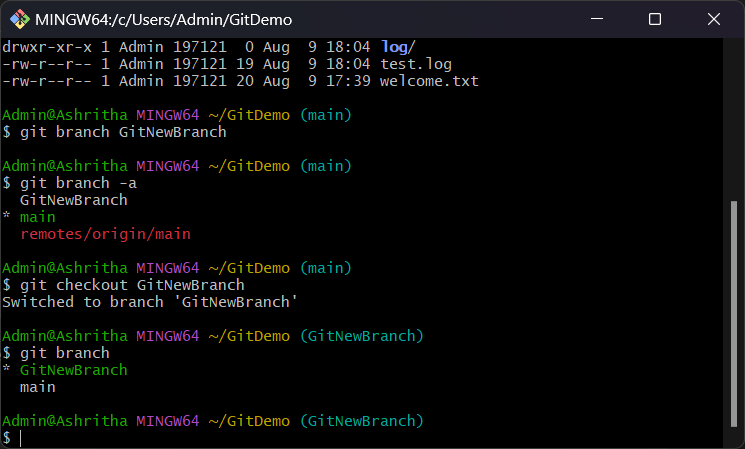 MINGW64:/c/Users/Admin/GitDemo
drwxr-xr-x 1 Admin 197121  0 Aug  9 18:04 log/
-rw-r--r-- 1 Admin 197121 19 Aug  9 18:04 test.log
-rw-r--r-- 1 Admin 197121 20 Aug  9 17:39 welcome.txt
Admin@Ashritha MINGW64 ~/GitDemo (main)
$ git branch GitNewBranch
Admin@Ashritha MINGW64 ~/GitDemo (main)
$ git branch -a
  GitNewBranch
* main
  remotes/origin/main
Admin@Ashritha MINGW64 ~/GitDemo (main)
$ git checkout GitNewBranch
Switched to branch 'GitNewBranch'
Admin@Ashritha MINGW64 ~/GitDemo (GitNewBranch)
$ git branch
* GitNewBranch
  main
Admin@Ashritha MINGW64 ~/GitDemo (GitNewBranch)
$